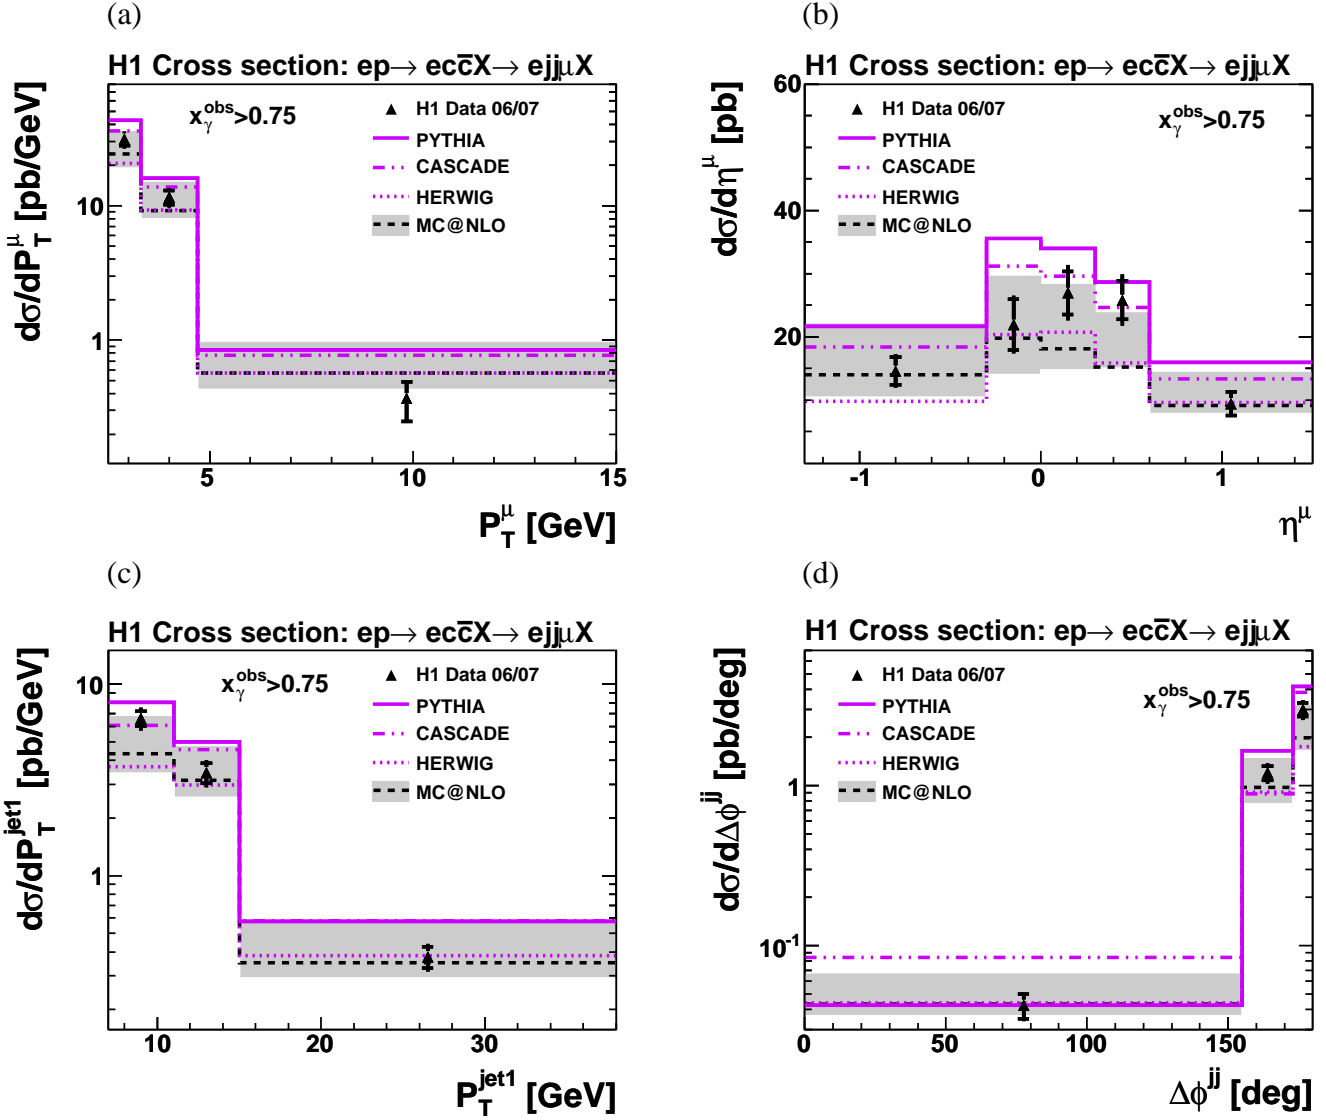 (a)
H1 Cross section: ep→ ecc̅X→ ejjμX
dσ/dP_T^μ [pb/GeV]
x_γ^obs>0.75
H1 Data 06/07
PYTHIA
CASCADE
HERWIG
MC@NLO
10
1
5 10 15
P_T^μ [GeV]
(b)
H1 Cross section: ep→ ecc̅X→ ejjμX
dσ/dη^μ [pb]
x_γ^obs>0.75
H1 Data 06/07
PYTHIA
CASCADE
HERWIG
MC@NLO
60
40
20
-1 0 1
η^μ
(c)
H1 Cross section: ep→ ecc̅X→ ejjμX
dσ/dP_T^jet1 [pb/GeV]
x_γ^obs>0.75
H1 Data 06/07
PYTHIA
CASCADE
HERWIG
MC@NLO
10
1
10 20 30
P_T^jet1 [GeV]
(d)
H1 Cross section: ep→ ecc̅X→ ejjμX
dσ/dΔϕ^jj [pb/deg]
x_γ^obs>0.75
H1 Data 06/07
PYTHIA
CASCADE
HERWIG
MC@NLO
1
10^-1
0 50 100 150
Δϕ^jj [deg]